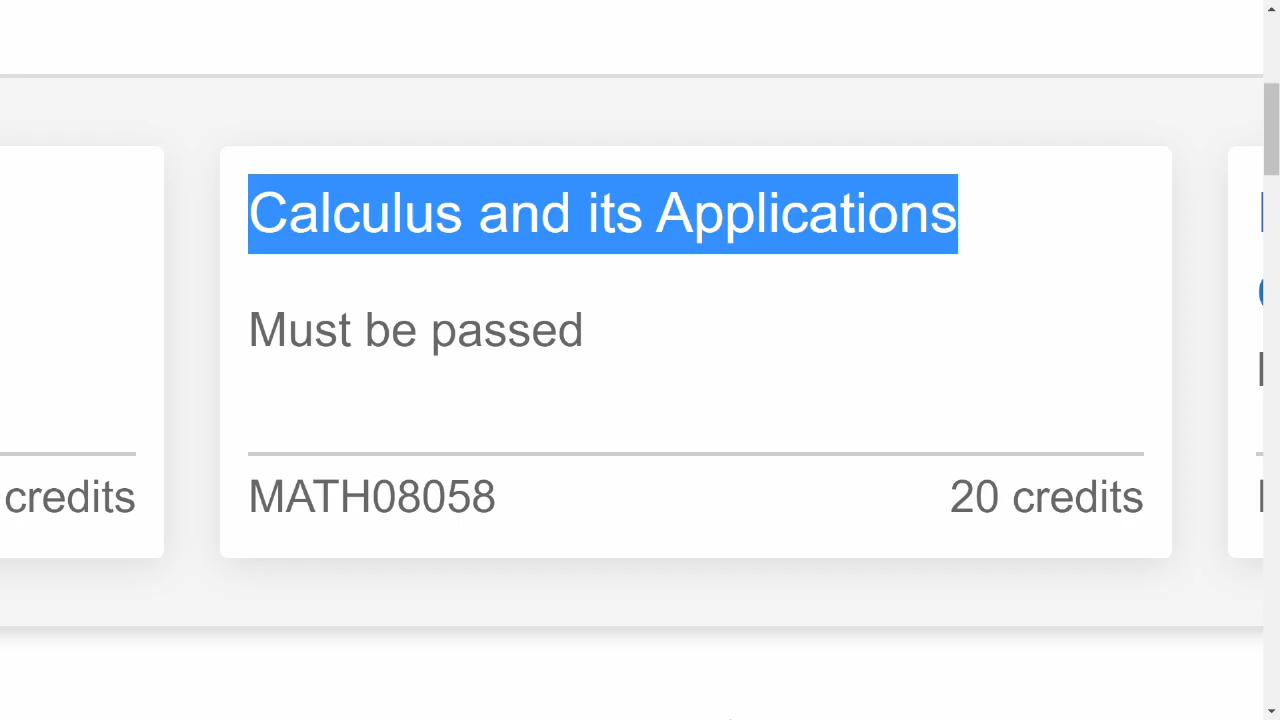 Calculus and its Applications
Must be passed
credits
MATH08058 20 credits